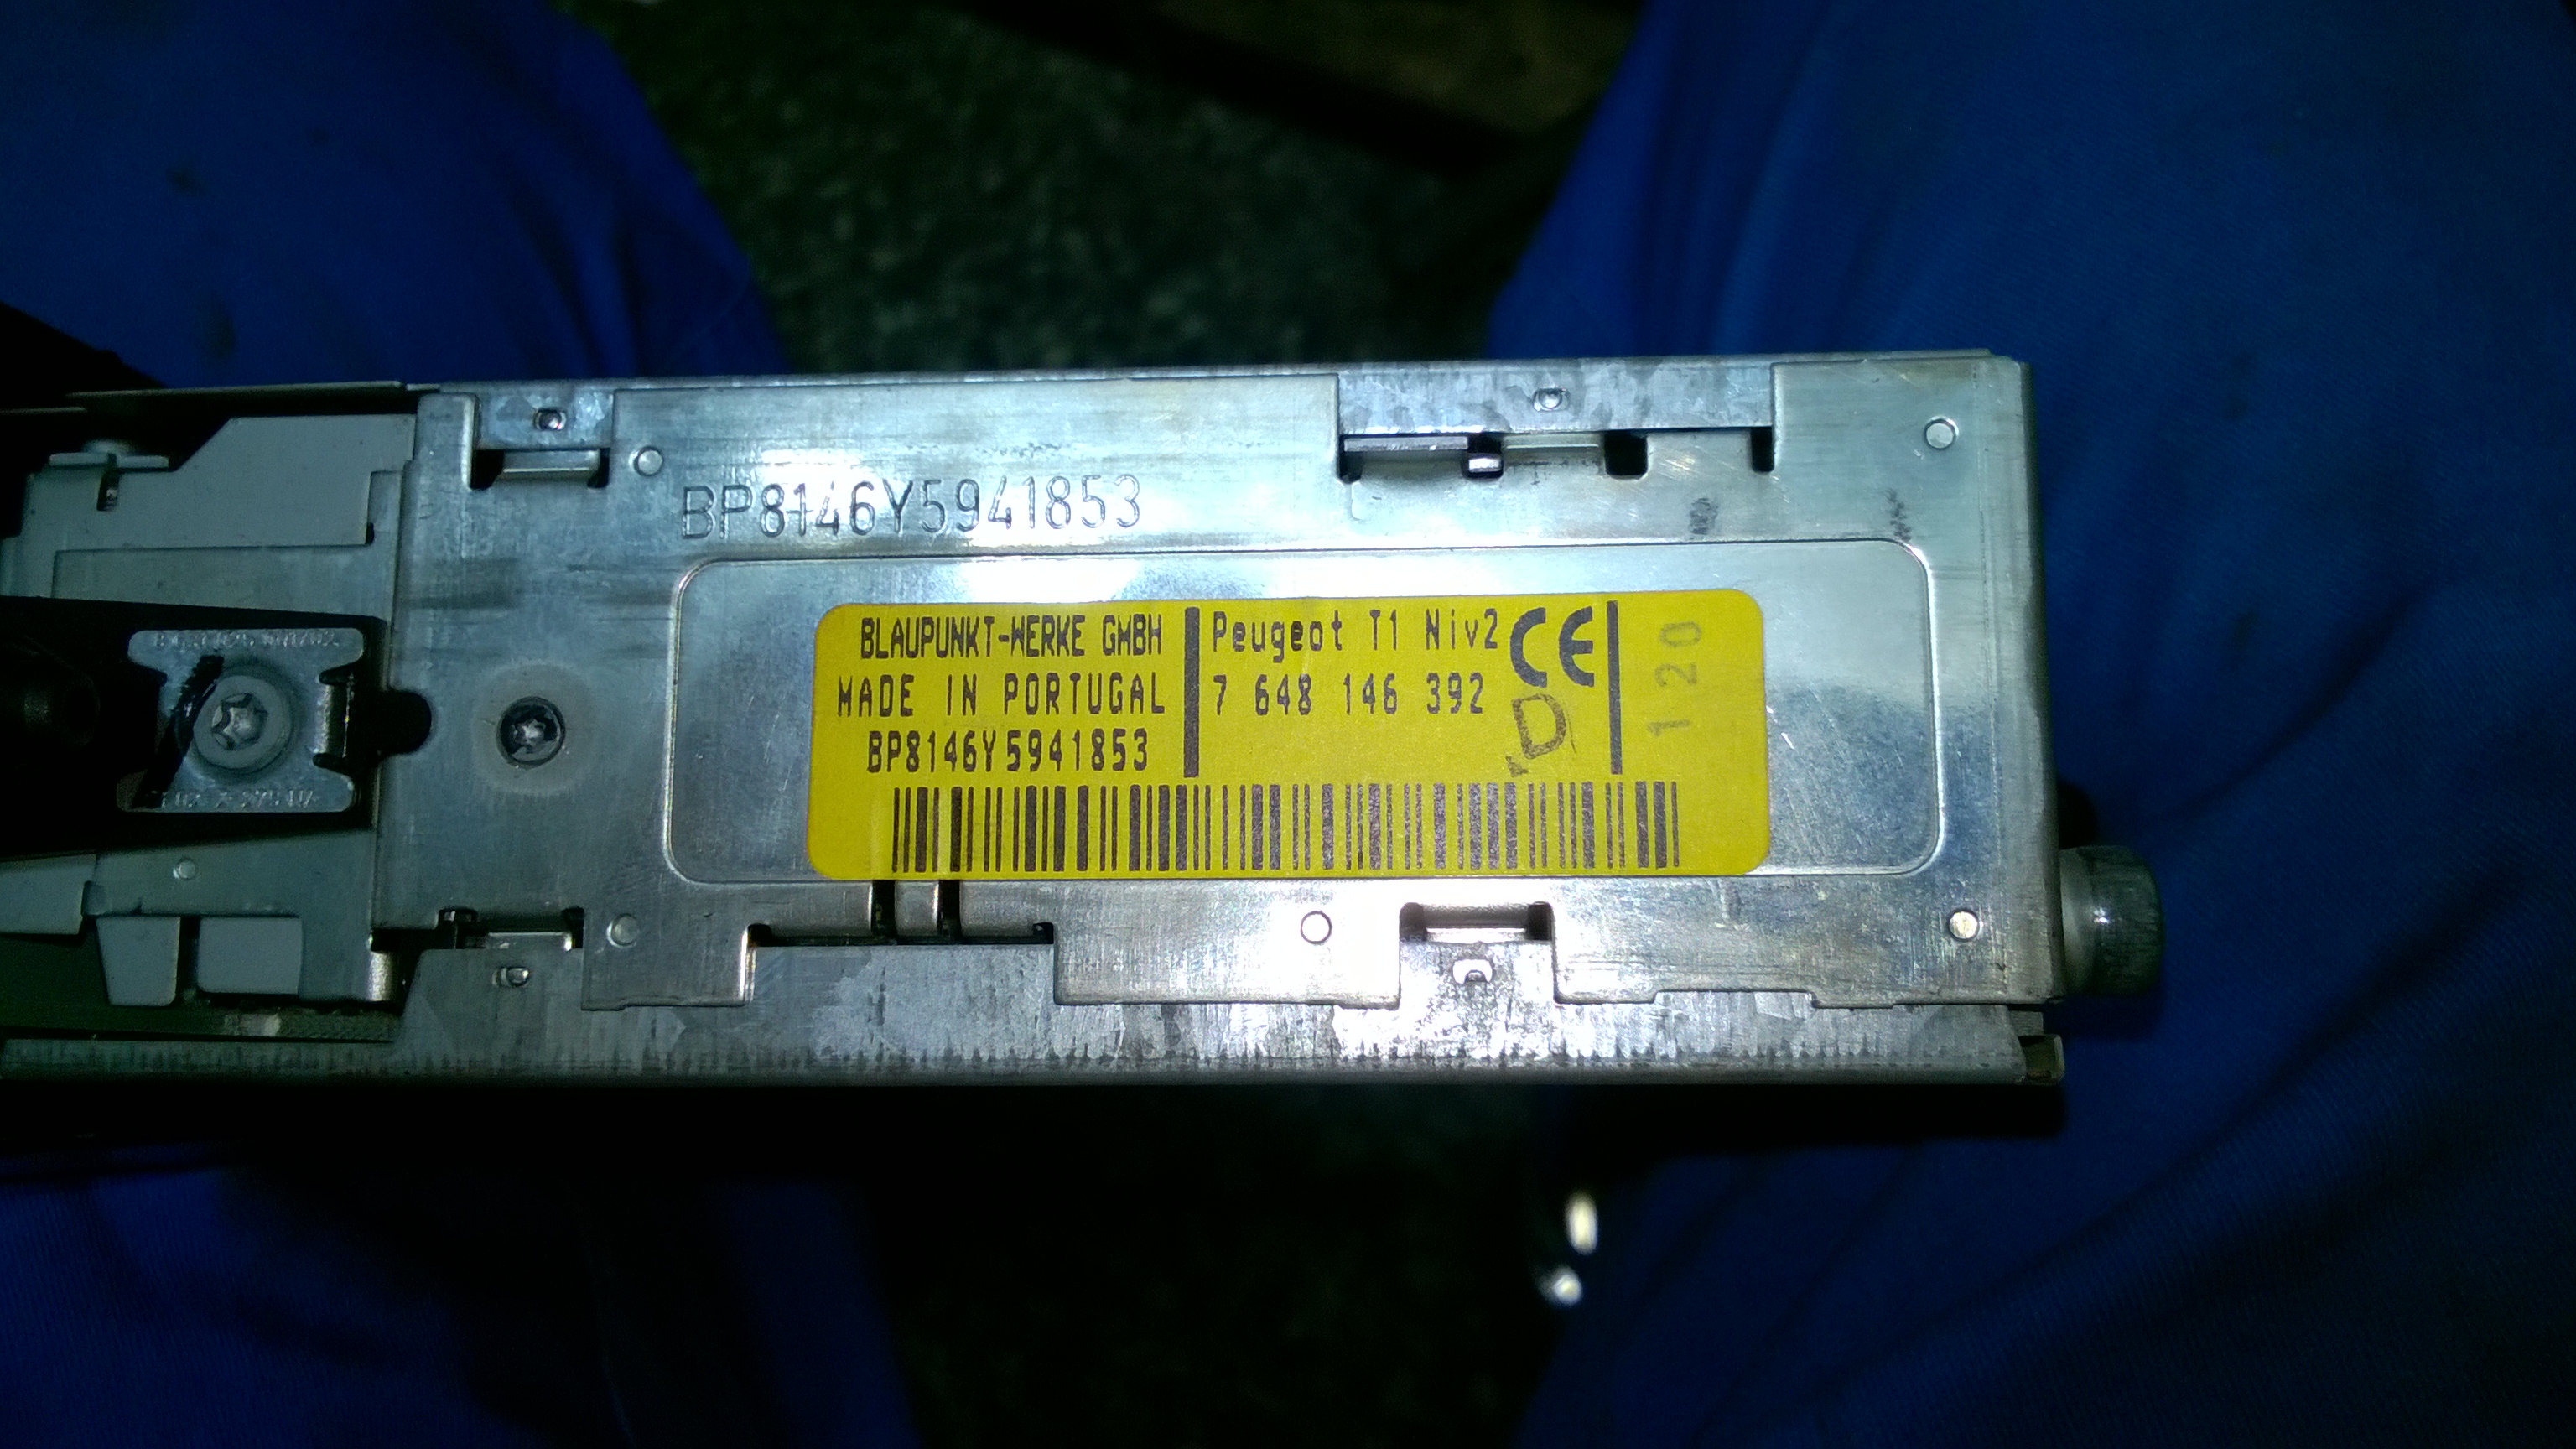 BP8146Y5941853
BLAUPUNKT-WERKE GMBH
MADE IN PORTUGAL
BP8146Y5941853
Peugeot T1 Niv2
7 648 146 392
CE
D
120